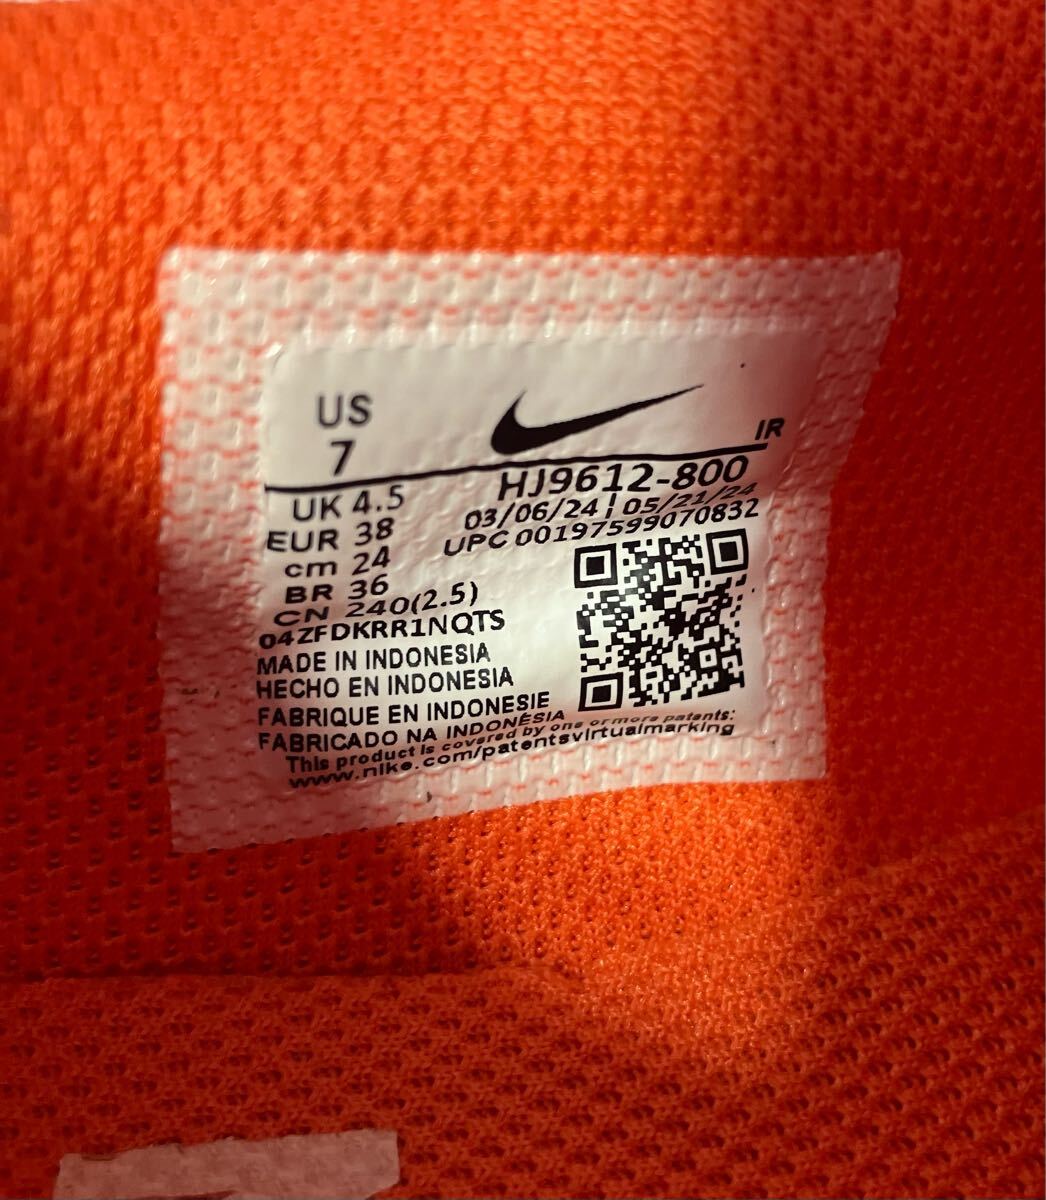 US
7
IR
UK 4.5
EUR 38
cm 24
BR 36
CN 240(2.5)
HJ9612-800
03/06/24 | 05/21/24
UPC 00197599070832
04ZFDKRR1NQTS
MADE IN INDONESIA
HECHO EN INDONESIA
FABRIQUE EN INDONESIE
FABRICADO NA INDONÉSIA
This product is covered by one or more patents:
www.nike.com/patentsvirtualmarking